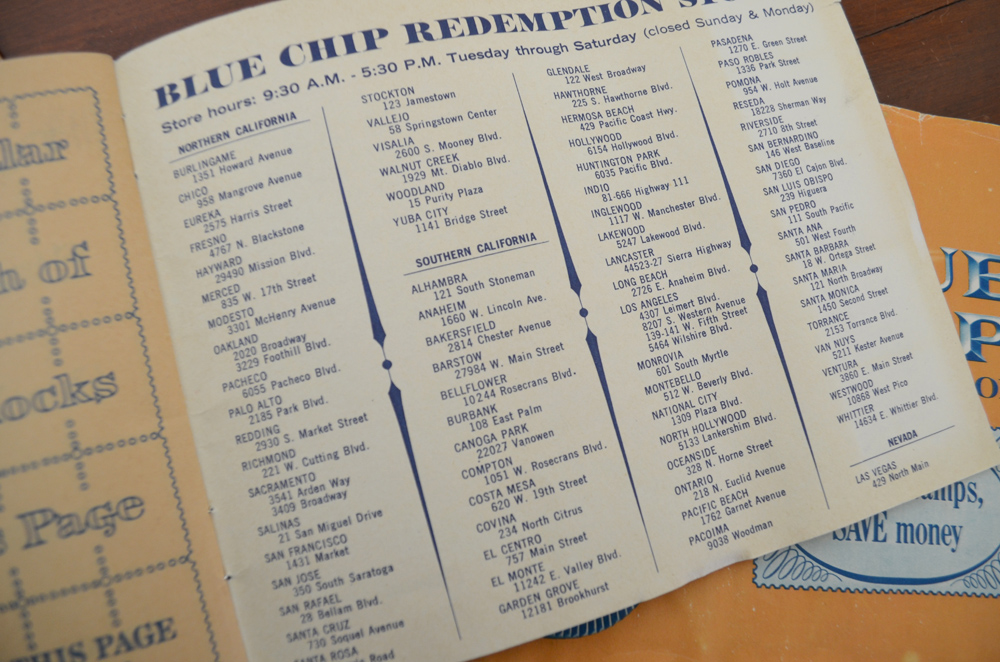 BLUE CHIP REDEMPTION
Store hours: 9:30 A.M. - 5:30 P.M. Tuesday through Saturday (closed Sunday & Monday)
NORTHERN CALIFORNIA
BURLINGAME
1351 Howard Avenue
CHICO
958 Mangrove Avenue
EUREKA
2575 Harris Street
FRESNO
4767 N. Blackstone
HAYWARD
29490 Mission Blvd.
MERCED
835 W. 17th Street
MODESTO
3301 McHenry Avenue
OAKLAND
2020 Broadway
3229 Foothill Blvd.
PACHECO
6055 Pacheco Blvd.
PALO ALTO
2185 Park Blvd.
REDDING
2930 S. Market Street
RICHMOND
221 W. Cutting Blvd.
SACRAMENTO
3541 Arden Way
3409 Broadway
SALINAS
21 San Miguel Drive
SAN FRANCISCO
1431 Market
SAN JOSE
350 South Saratoga
SAN RAFAEL
28 Bellam Blvd.
SANTA CRUZ
730 Soquel Avenue
SANTA ROSA
Road
STOCKTON
123 Jamestown
VALLEJO
58 Springstown Center
VISALIA
2600 S. Mooney Blvd.
WALNUT CREEK
1929 Mt. Diablo Blvd.
WOODLAND
15 Purity Plaza
YUBA CITY
1141 Bridge Street
SOUTHERN CALIFORNIA
ALHAMBRA
121 South Stoneman
ANAHEIM
1660 W. Lincoln Ave.
BAKERSFIELD
2814 Chester Avenue
BARSTOW
27984 W. Main Street
BELLFLOWER
10244 Rosecrans Blvd.
BURBANK
108 East Palm
CANOGA PARK
22027 Vanowen
COMPTON
1051 W. Rosecrans Blvd.
COSTA MESA
620 W. 19th Street
COVINA
234 North Citrus
EL CENTRO
757 Main Street
EL MONTE
11242 E. Valley Blvd.
GARDEN GROVE
12181 Brookhurst
GLENDALE
122 West Broadway
HAWTHORNE
225 S. Hawthorne Blvd.
HERMOSA BEACH
429 Pacific Coast Hwy.
HOLLYWOOD
6154 Hollywood Blvd.
HUNTINGTON PARK
6035 Pacific Blvd.
INDIO
81-666 Highway 111
INGLEWOOD
1117 W. Manchester Blvd.
LAKEWOOD
5247 Lakewood Blvd.
LANCASTER
44523-27 Sierra Highway
LONG BEACH
2726 E. Anaheim Blvd.
LOS ANGELES
4307 Leimert Blvd.
8207 S. Western Avenue
139-141 W. Fifth Street
5464 Wilshire Blvd.
MONROVIA
601 South Myrtle
MONTEBELLO
512 W. Beverly Blvd.
NATIONAL CITY
1309 Plaza Blvd.
NORTH HOLLYWOOD
5133 Lankershim Blvd.
OCEANSIDE
328 N. Horne Street
ONTARIO
218 N. Euclid Avenue
PACIFIC BEACH
1762 Garnet Avenue
PACOIMA
9038 Woodman
PASADENA
1270 E. Green Street
PASO ROBLES
1336 Park Street
POMONA
954 W. Holt Avenue
RESEDA
18228 Sherman Way
RIVERSIDE
2710 8th Street
SAN BERNARDINO
146 West Baseline
SAN DIEGO
7360 El Cajon Blvd.
SAN LUIS OBISPO
239 Higuera
SAN PEDRO
111 South Pacific
SANTA ANA
501 West Fourth
SANTA BARBARA
18 W. Ortega Street
SANTA MARIA
121 North Broadway
SANTA MONICA
1450 Second Street
TORRANCE
2153 Torrance Blvd.
VAN NUYS
5211 Kester Avenue
VENTURA
3860 E. Main Street
WESTWOOD
10868 West Pico
WHITTIER
14634 E. Whittier Blvd.
NEVADA
LAS VEGAS
429 North Main
lar
h of
ocks
Page
THIS PAGE
UE
P
amps,
SAVE money